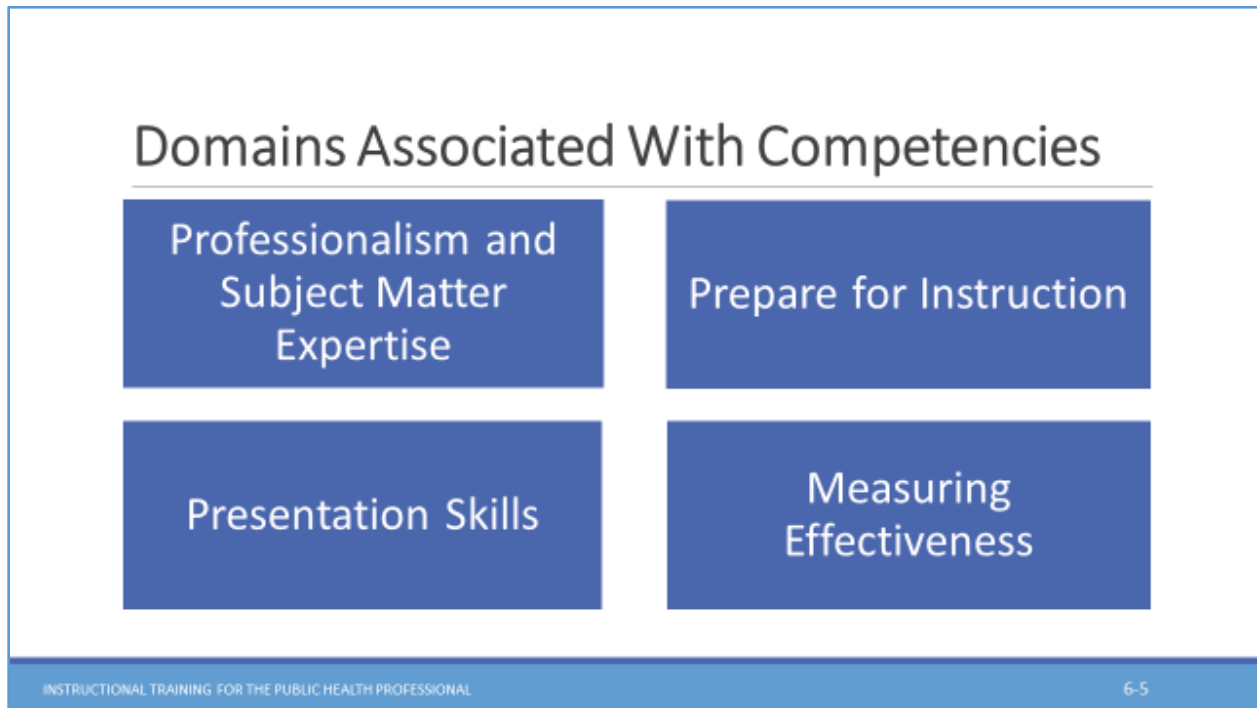 Domains Associated With Competencies
Professionalism and
Subject Matter
Expertise
Prepare for Instruction
Presentation Skills
Measuring
Effectiveness
INSTRUCTIONAL TRAINING FOR THE PUBLIC HEALTH PROFESSIONAL
6-5